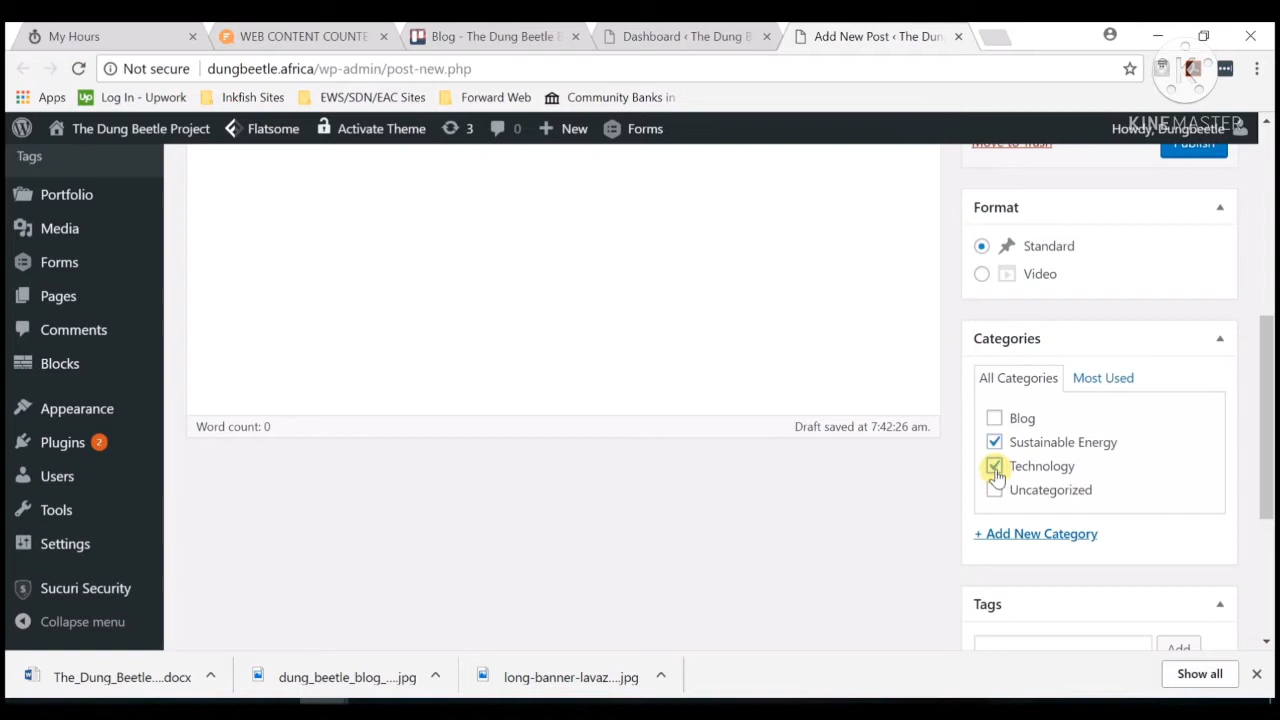 My Hours
WEB CONTENT COUNTE
Blog - The Dung Beetle &
Dashboard ‹ The Dung B
Add New Post ‹ The Dun
Not secure
dungbeetle.africa/wp-admin/post-new.php
Apps
Log In - Upwork
Inkfish Sites
EWS/SDN/EAC Sites
Forward Web
Community Banks in
The Dung Beetle Project
Flatsome
Activate Theme
3
0
New
Forms
Howdy, Dungbeetle
KINEMASTER
Tags
Portfolio
Media
Forms
Pages
Comments
Blocks
Appearance
Plugins 2
Users
Tools
Settings
Sucuri Security
Collapse menu
Word count: 0
Draft saved at 7:42:26 am.
Move to Trash
Publish
Format
Standard
Video
Categories
All Categories
Most Used
Blog
Sustainable Energy
Technology
Uncategorized
+ Add New Category
Tags
Add
The_Dung_Beetle....docx
dung_beetle_blog_....jpg
long-banner-lavaz....jpg
Show all